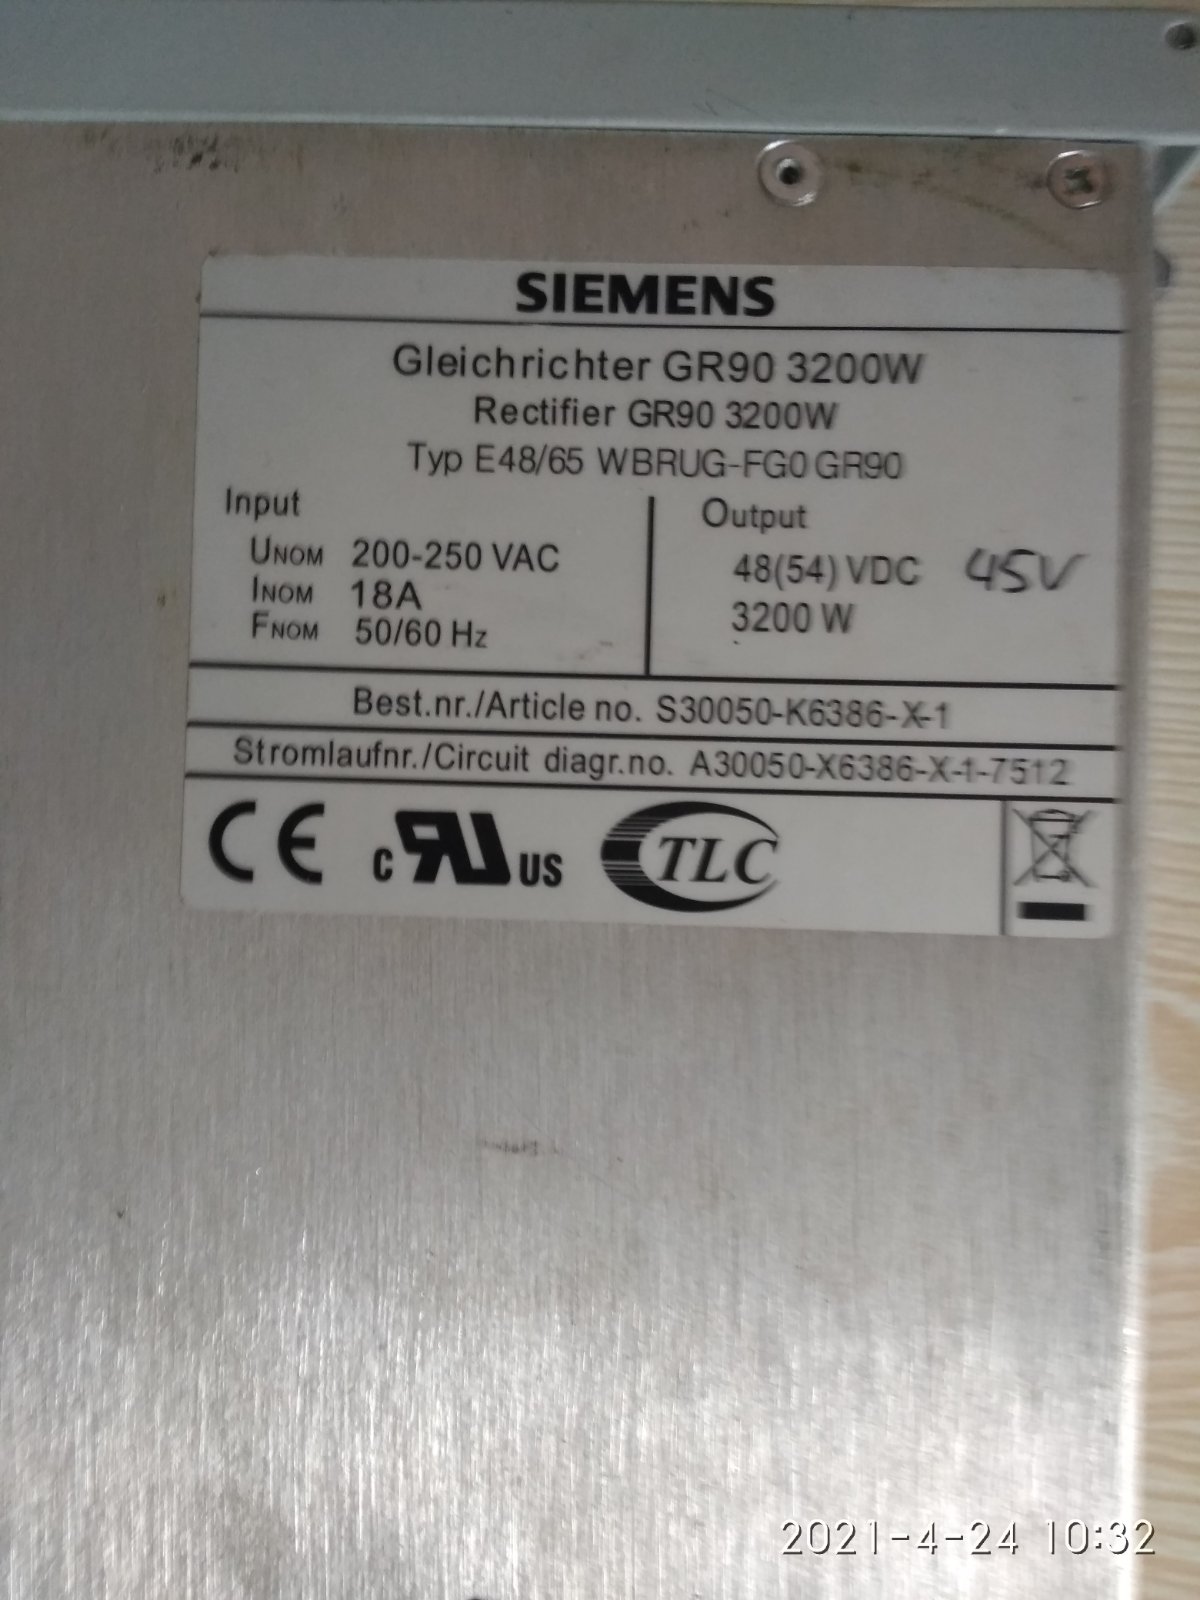 SIEMENS
Gleichrichter GR90 3200W
Rectifier GR90 3200W
Typ E48/65 WBRUG-FG0 GR90
Input
UNOM 200-250 VAC
INOM 18A
FNOM 50/60 Hz
Output
48(54) VDC 45V
3200 W
Best.nr./Article no. S30050-K6386-X-1
Stromlaufnr./Circuit diagr.no. A30050-X6386-X-1-7512
CE c RU US TLC
2021-4-24 10:32